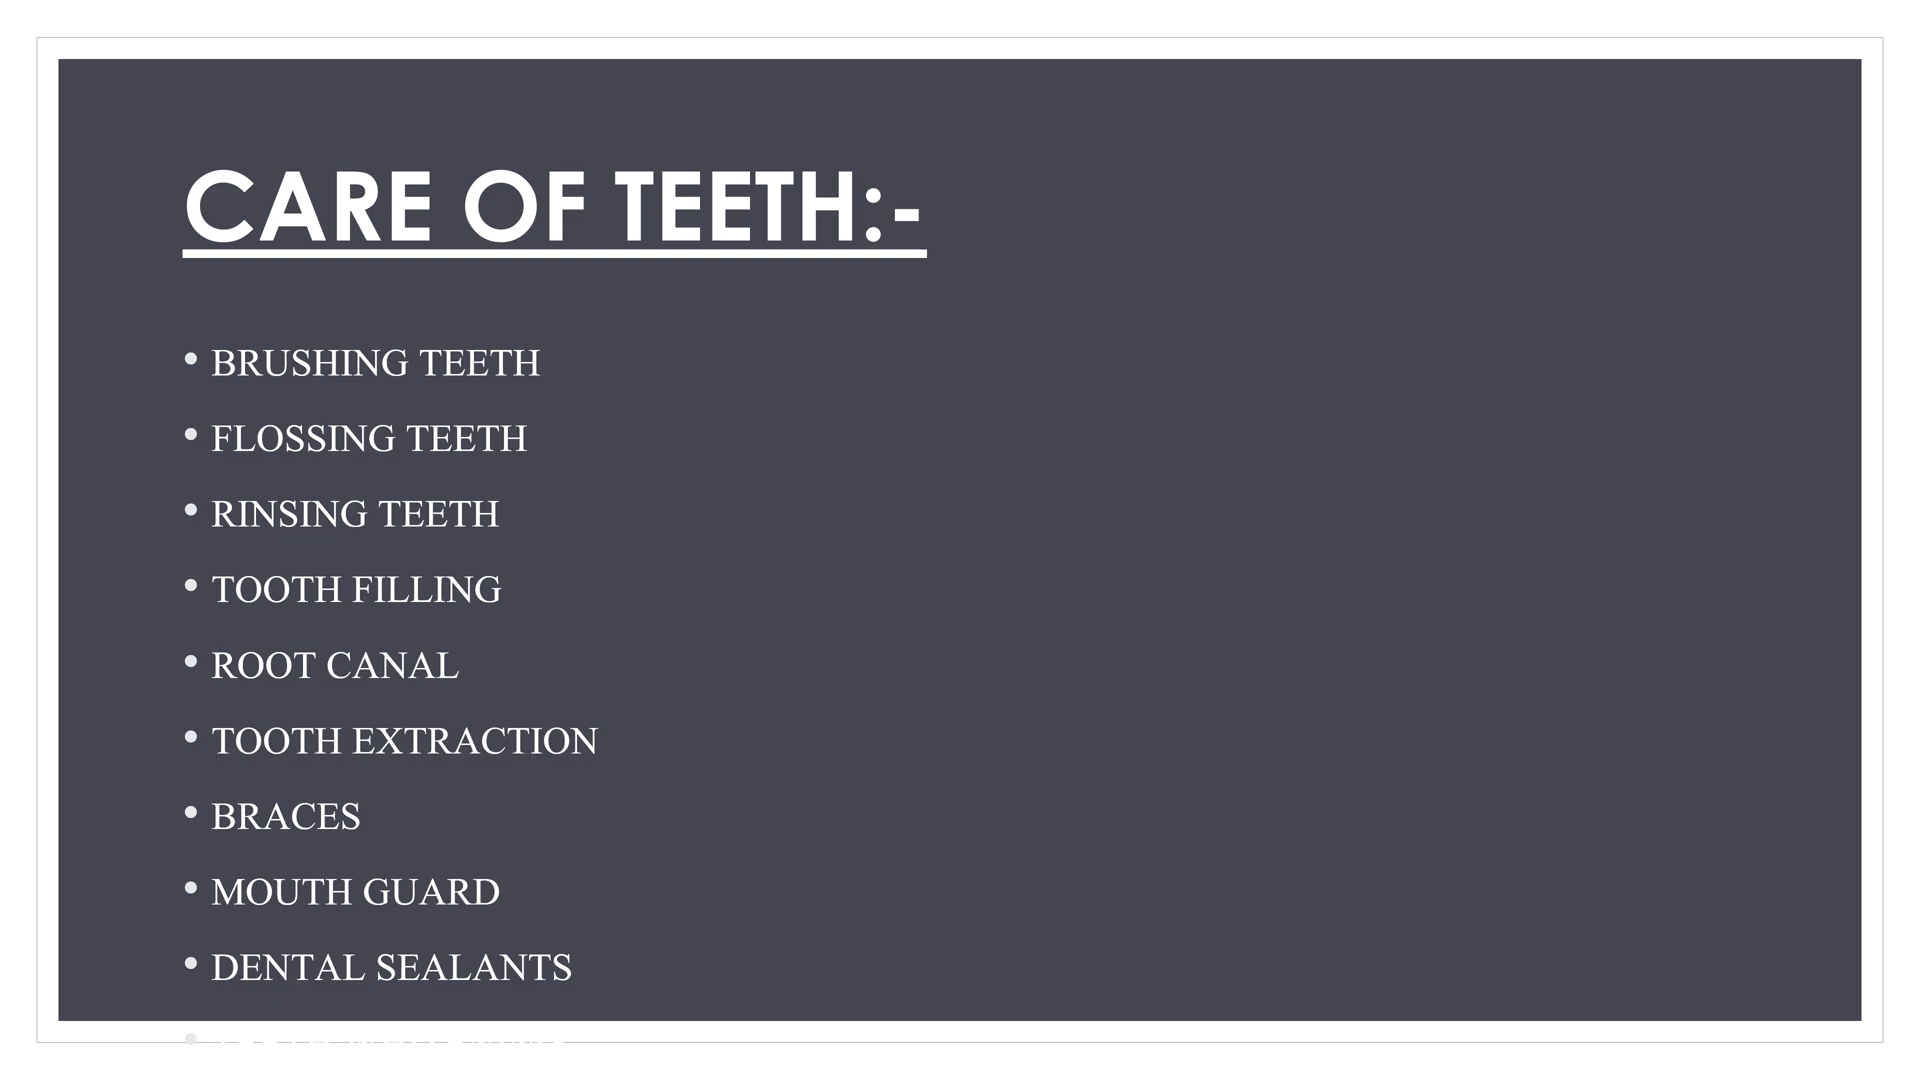 CARE OF TEETH:-
• BRUSHING TEETH
• FLOSSING TEETH
• RINSING TEETH
• TOOTH FILLING
• ROOT CANAL
• TOOTH EXTRACTION
• BRACES
• MOUTH GUARD
• DENTAL SEALANTS